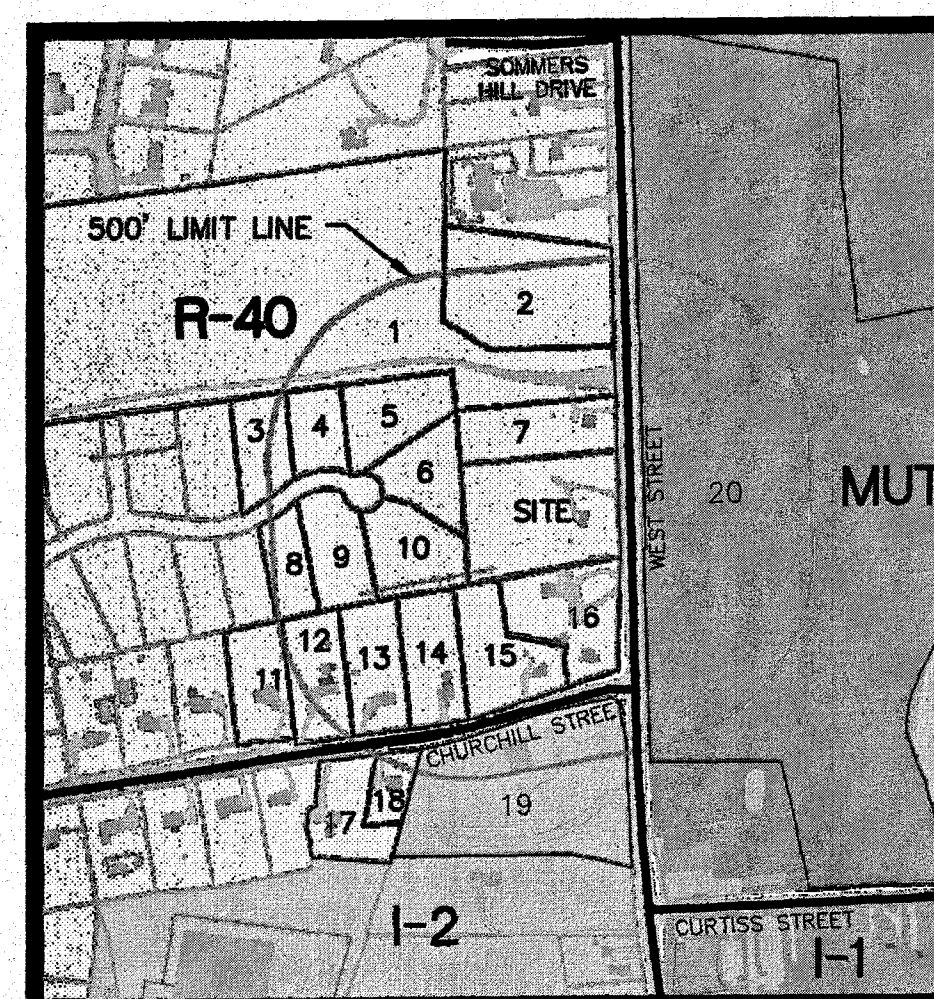 SOMMERS
HILL DRIVE
500' LIMIT LINE
R-40
1
2
3
4
5
6
7
SITE
WEST STREET
20
MUT
8
9
10
11
12
13
14
15
16
CHURCHILL STREET
17
18
19
I-2
CURTISS STREET
I-1